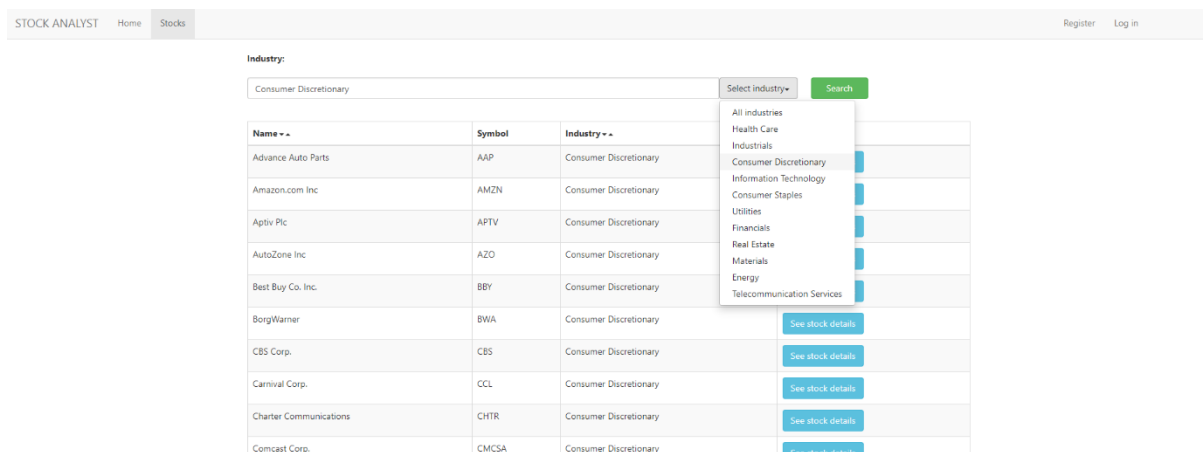 STOCK ANALYST Home Stocks Register Log in
Industry:
Consumer Discretionary Select industry Search
All industries
Health Care
Industrials
Consumer Discretionary
Information Technology
Consumer Staples
Utilities
Financials
Real Estate
Materials
Energy
Telecommunication Services
Name Symbol Industry
Advance Auto Parts AAP Consumer Discretionary
Amazon.com Inc AMZN Consumer Discretionary
Aptiv Plc APTV Consumer Discretionary
AutoZone Inc AZO Consumer Discretionary
Best Buy Co. Inc. BBY Consumer Discretionary
BorgWarner BWA Consumer Discretionary See stock details
CBS Corp. CBS Consumer Discretionary See stock details
Carnival Corp. CCL Consumer Discretionary See stock details
Charter Communications CHTR Consumer Discretionary See stock details
Comcast Corp. CMCSA Consumer Discretionary See stock details